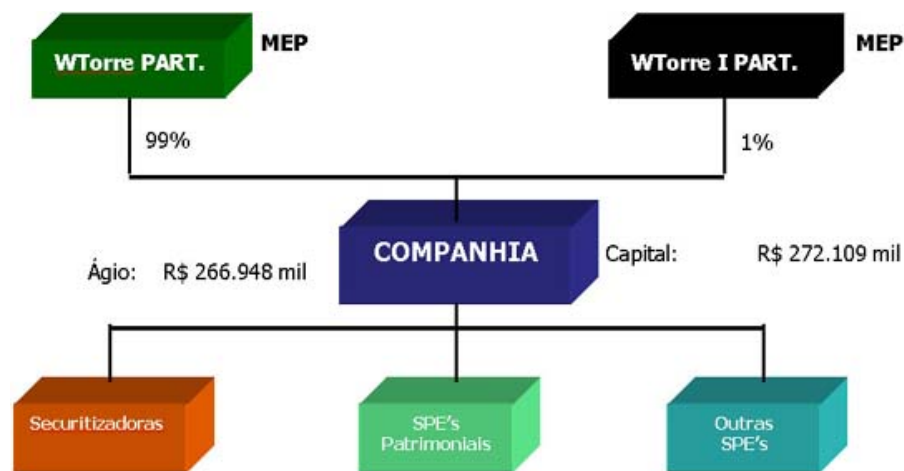 WTorre PART.
MEP
WTorre I PART.
MEP
99%
1%
COMPANHIA
Ágio: R$ 266.948 mil
Capital: R$ 272.109 mil
Securitizadoras
SPE's
Patrimoniais
Outras
SPE's